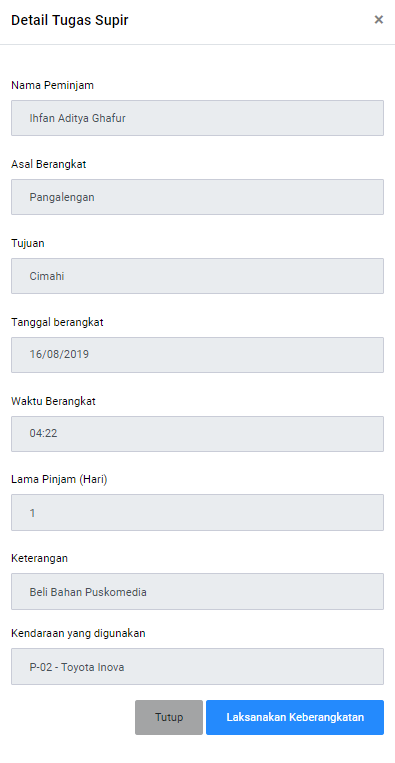 Detail Tugas Supir
×
Nama Peminjam
Ihfan Aditya Ghafur
Asal Berangkat
Pangalengan
Tujuan
Cimahi
Tanggal berangkat
16/08/2019
Waktu Berangkat
04:22
Lama Pinjam (Hari)
1
Keterangan
Beli Bahan Puskomedia
Kendaraan yang digunakan
P-02 - Toyota Inova
Tutup
Laksanakan Keberangkatan